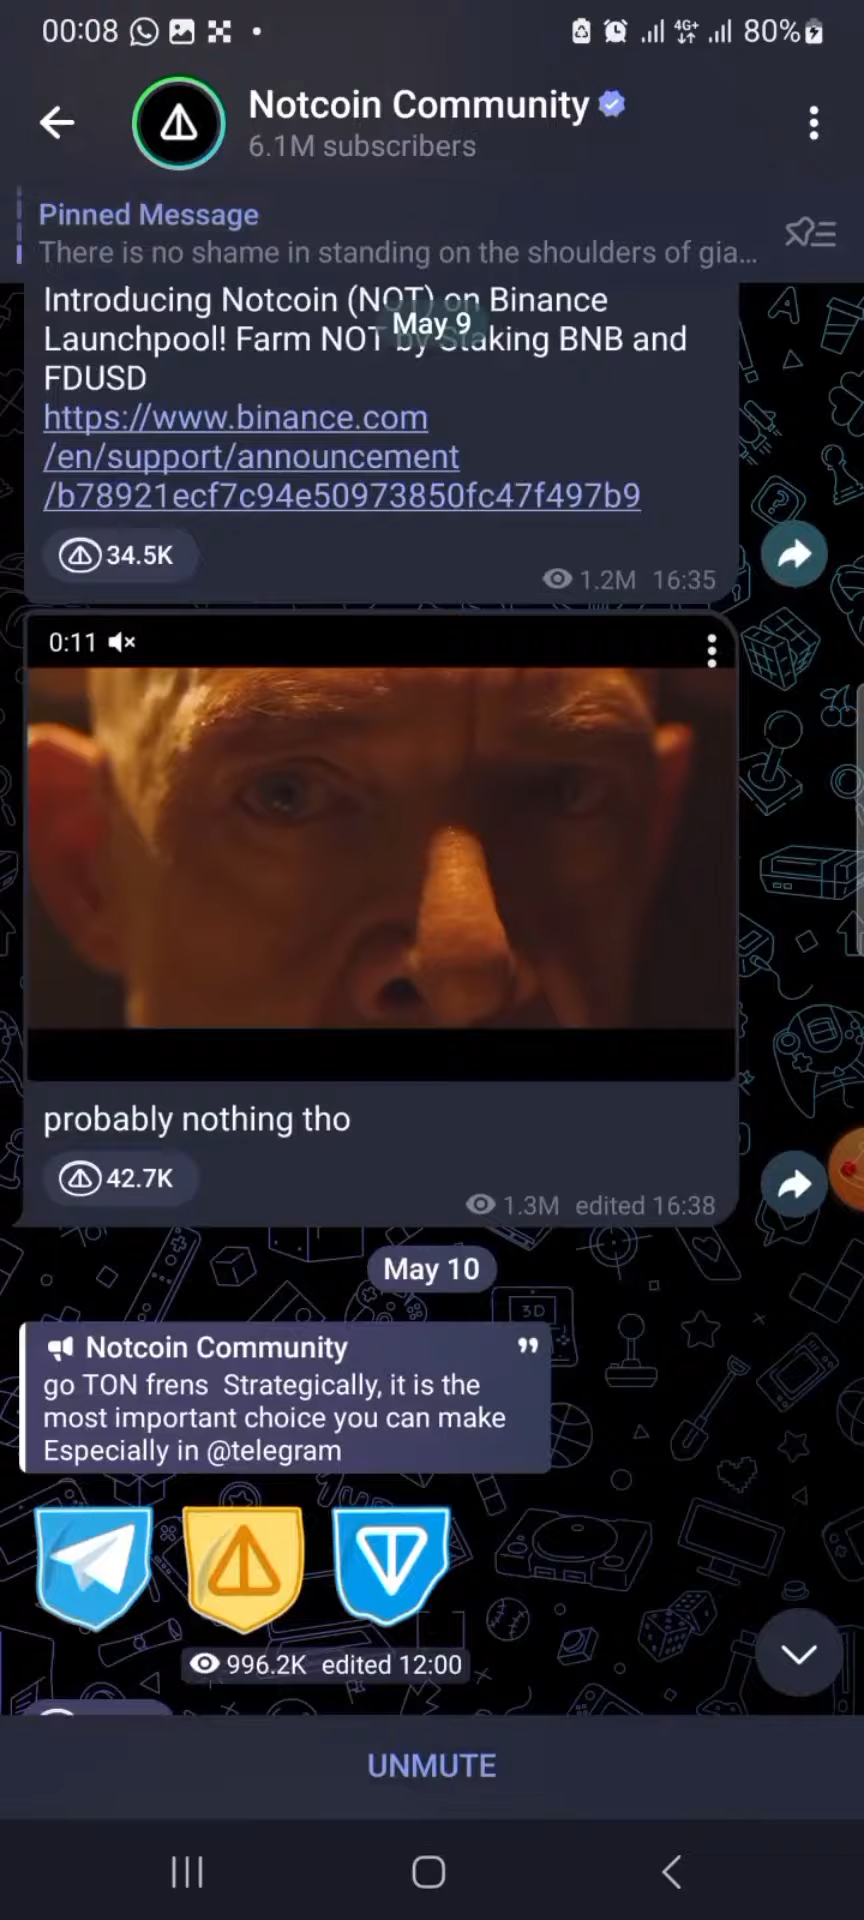 00:08
4G+
80%
Notcoin Community
6.1M subscribers
Pinned Message
There is no shame in standing on the shoulders of gia...
May 9
Introducing Notcoin (NOT) on Binance
Launchpool! Farm NOT by Staking BNB and
FDUSD
https://www.binance.com
/en/support/announcement
/b78921ecf7c94e50973850fc47f497b9
34.5K
1.2M 16:35
0:11
probably nothing tho
42.7K
1.3M edited 16:38
May 10
Notcoin Community
go TON frens Strategically, it is the
most important choice you can make
Especially in @telegram
996.2K edited 12:00
3D
UNMUTE